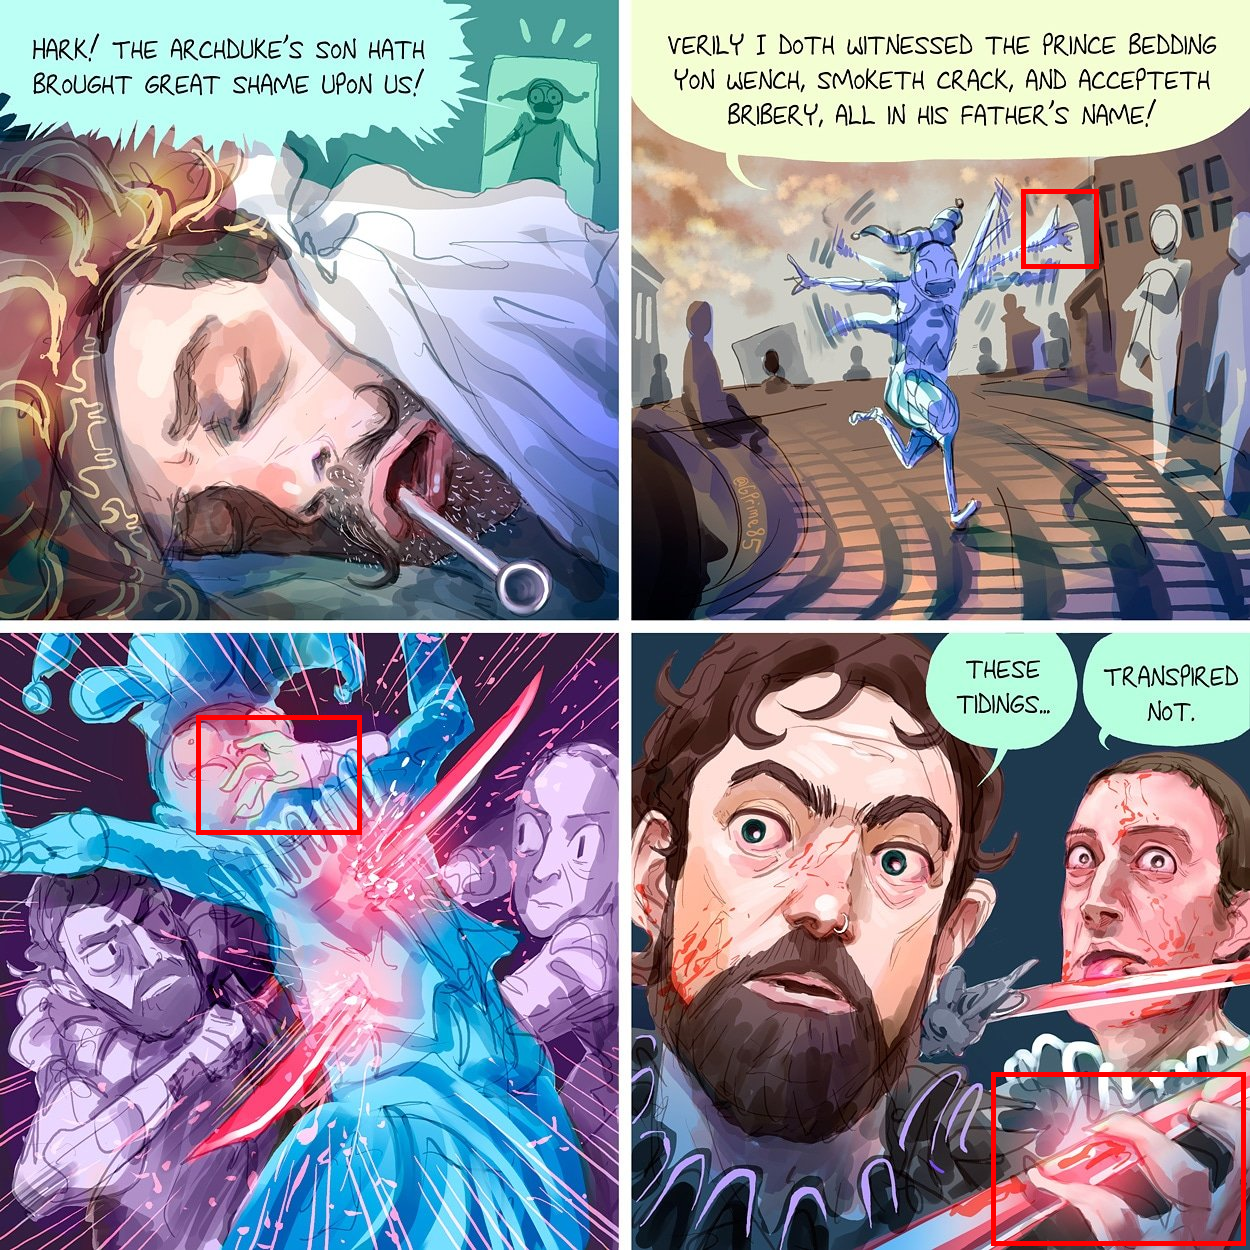 HARK! THE ARCHDUKE'S SON HATH
BROUGHT GREAT SHAME UPON US!
VERILY I DOTH WITNESSED THE PRINCE BEDDING
YON WENCH, SMOKETH CRACK, AND ACCEPTETH
BRIBERY, ALL IN HIS FATHER'S NAME!
@GPrime85
THESE
TIDINGS...
TRANSPIRED
NOT.